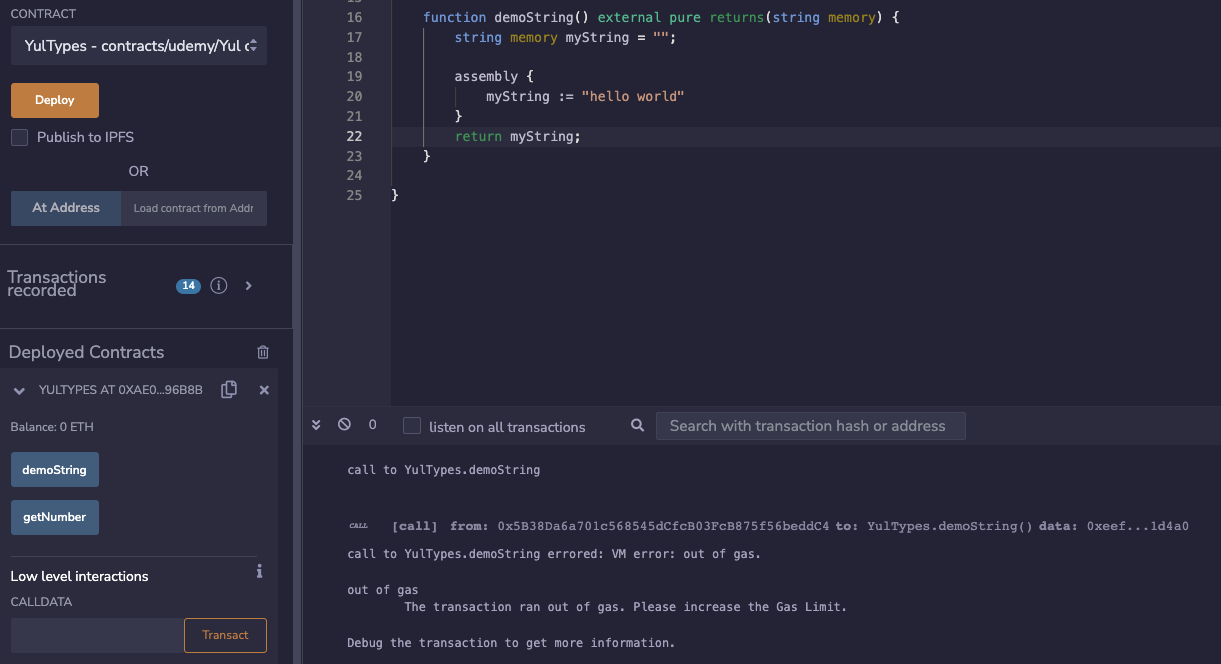 CONTRACT
YulTypes - contracts/udemy/Yul c
Deploy
Publish to IPFS
OR
At Address
Load contract from Addr
Transactions
recorded
14
Deployed Contracts
YULTYPES AT 0XAE0...96B8B
Balance: 0 ETH
demoString
getNumber
Low level interactions
CALLDATA
Transact
16 function demoString() external pure returns(string memory) {
17 string memory myString = "";
18
19 assembly {
20 myString := "hello world"
21 }
22 return myString;
23 }
24
25 }
0
listen on all transactions
Search with transaction hash or address
call to YulTypes.demoString
CALL [call] from: 0x5B38Da6a701c568545dCfcB03FcB875f56beddC4 to: YulTypes.demoString() data: 0xeef...1d4a0
call to YulTypes.demoString errored: VM error: out of gas.
out of gas
The transaction ran out of gas. Please increase the Gas Limit.
Debug the transaction to get more information.